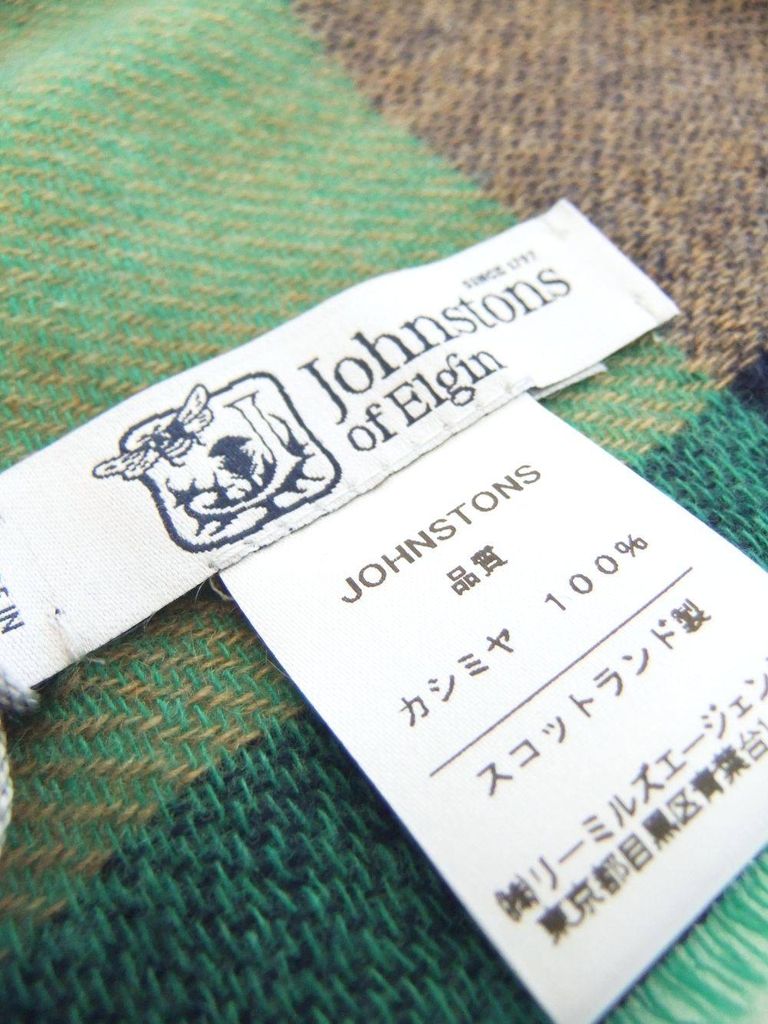 SINCE 1797
Johnstons
of Elgin
JOHNSTONS
品質
カシミヤ 100%
スコットランド製
㈱リーミルズエージェン
東京都目黒区青葉台1
IN